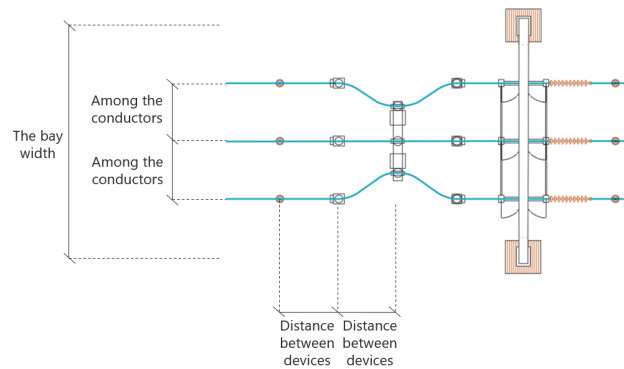 Among the
conductors
The bay
width
Among the
conductors
Distance
between
devices
Distance
between
devices